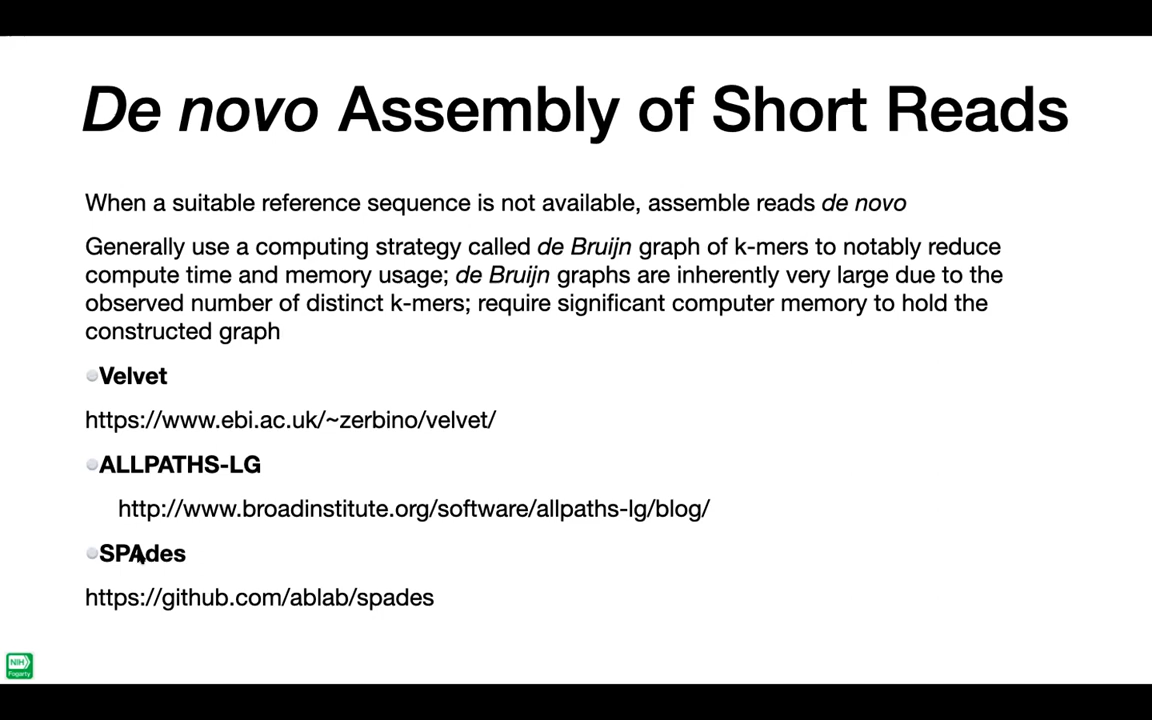 De novo Assembly of Short Reads
When a suitable reference sequence is not available, assemble reads de novo
Generally use a computing strategy called de Bruijn graph of k-mers to notably reduce
compute time and memory usage; de Bruijn graphs are inherently very large due to the
observed number of distinct k-mers; require significant computer memory to hold the
constructed graph
Velvet
https://www.ebi.ac.uk/~zerbino/velvet/
ALLPATHS-LG
http://www.broadinstitute.org/software/allpaths-lg/blog/
SPAdes
https://github.com/ablab/spades
NIH
Fogarty